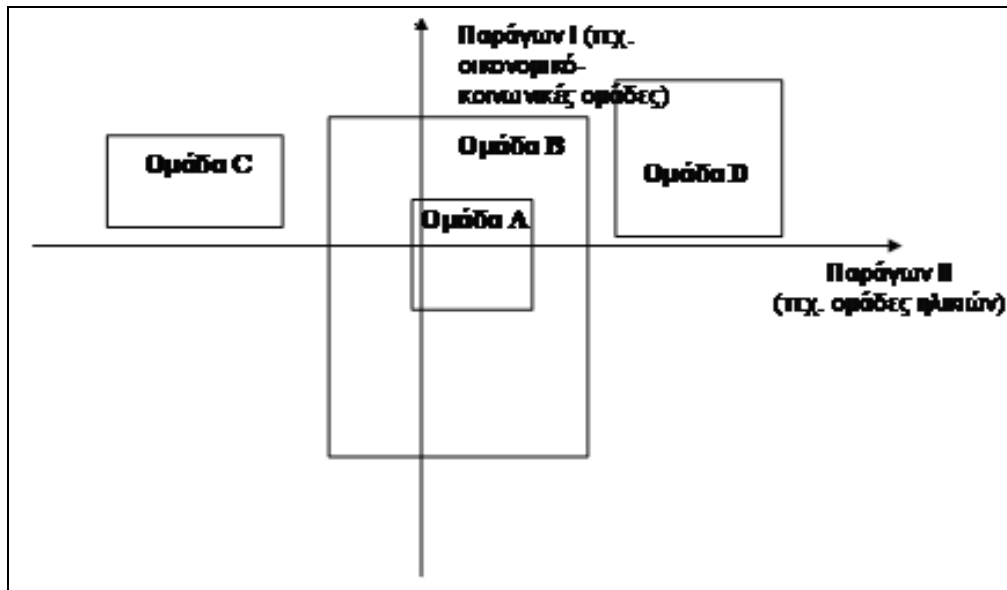 Παράγων I (πχ.
οικονομικό-
κοινωνικές ομάδες)
Ομάδα C
Ομάδα B
Ομάδα D
Ομάδα A
Παράγων II
(πχ. ομάδες ηλικιών)